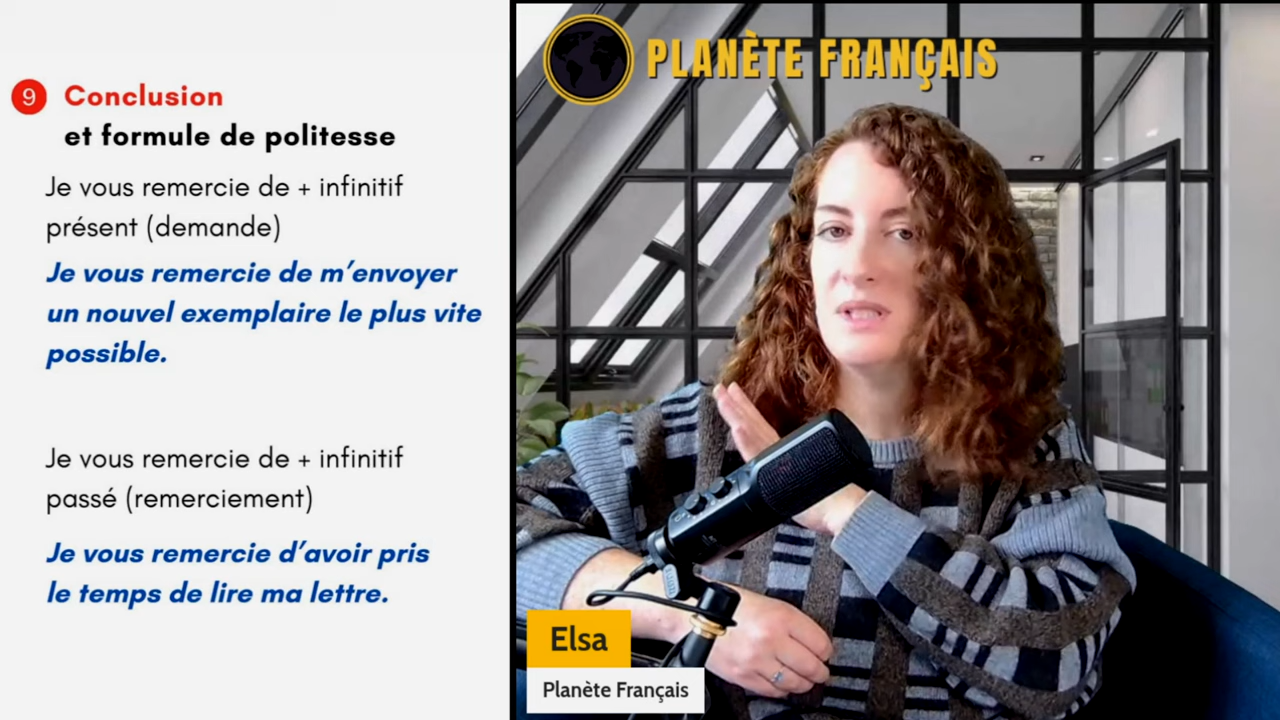 9 Conclusion
et formule de politesse
Je vous remercie de + infinitif
présent (demande)
Je vous remercie de m’envoyer
un nouvel exemplaire le plus vite
possible.
Je vous remercie de + infinitif
passé (remerciement)
Je vous remercie d’avoir pris
le temps de lire ma lettre.
PLANÈTE FRANÇAIS
Elsa
Planète Français